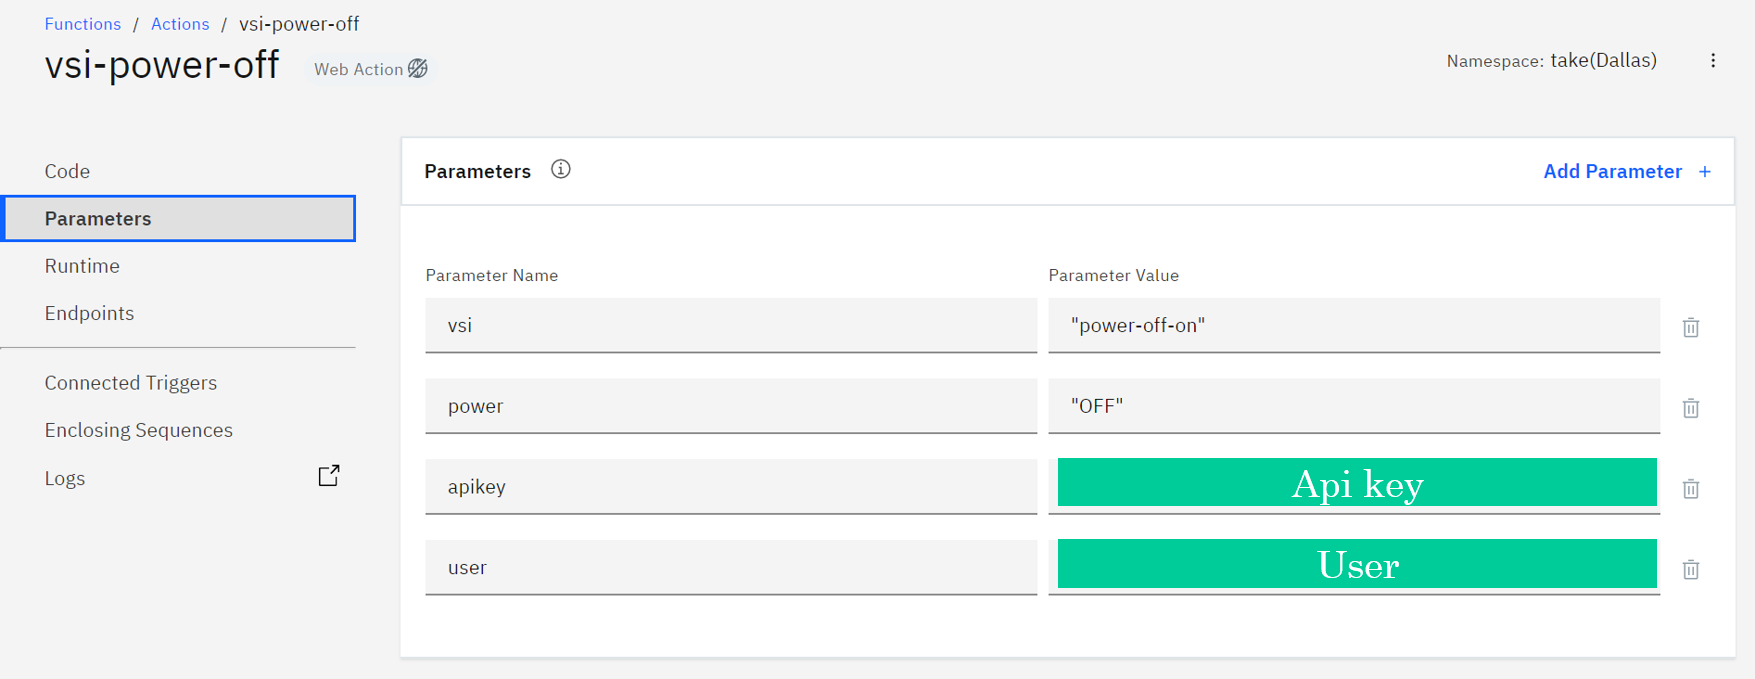 Functions / Actions / vsi-power-off
vsi-power-off
Web Action
Namespace: take(Dallas)
Code
Parameters
Runtime
Endpoints
Connected Triggers
Enclosing Sequences
Logs
Parameters
Add Parameter +
Parameter Name Parameter Value
vsi "power-off-on"
power "OFF"
apikey Api key
user User